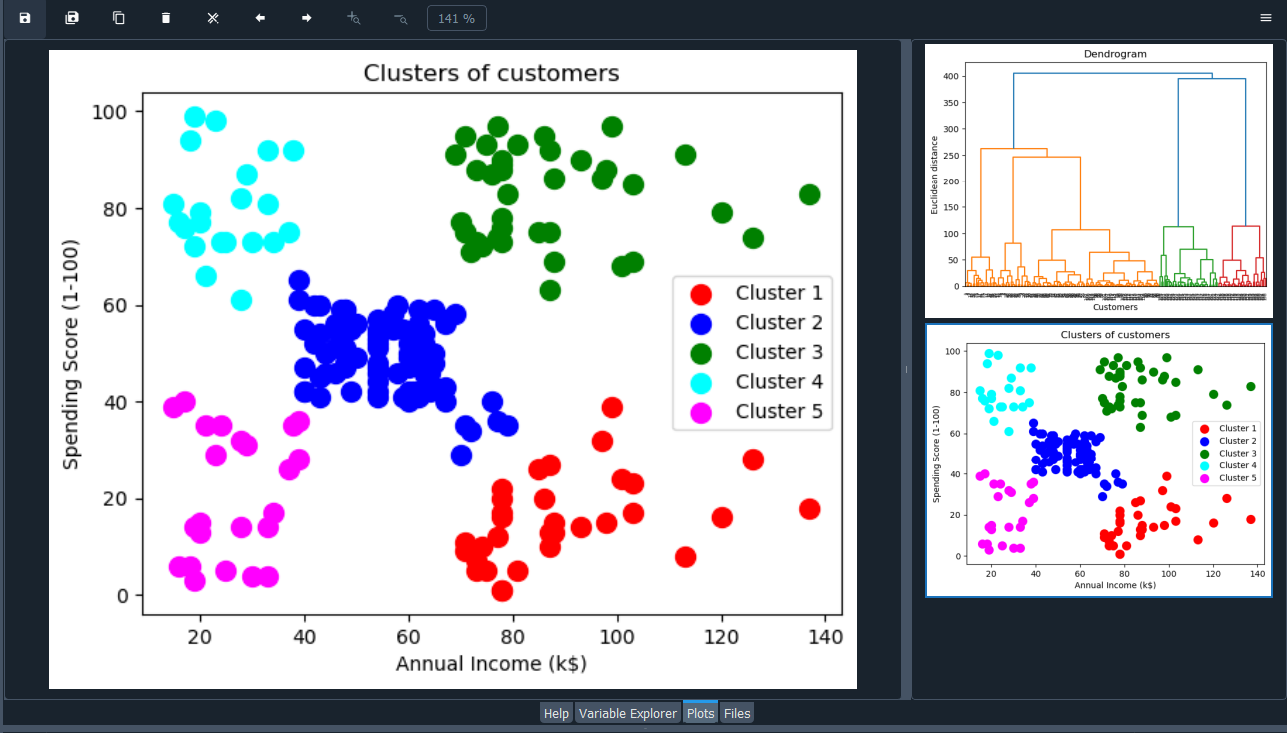 141 %
Clusters of customers
100
80
60
40
20
0
Spending Score (1-100)
Cluster 1
Cluster 2
Cluster 3
Cluster 4
Cluster 5
20 40 60 80 100 120 140
Annual Income (k$)
Dendrogram
400
350
300
250
200
150
100
50
0
Euclidean distance
Customers
Clusters of customers
100
80
60
40
20
0
Spending Score (1-100)
Cluster 1
Cluster 2
Cluster 3
Cluster 4
Cluster 5
20 40 60 80 100 120 140
Annual Income (k$)
Help Variable Explorer Plots Files